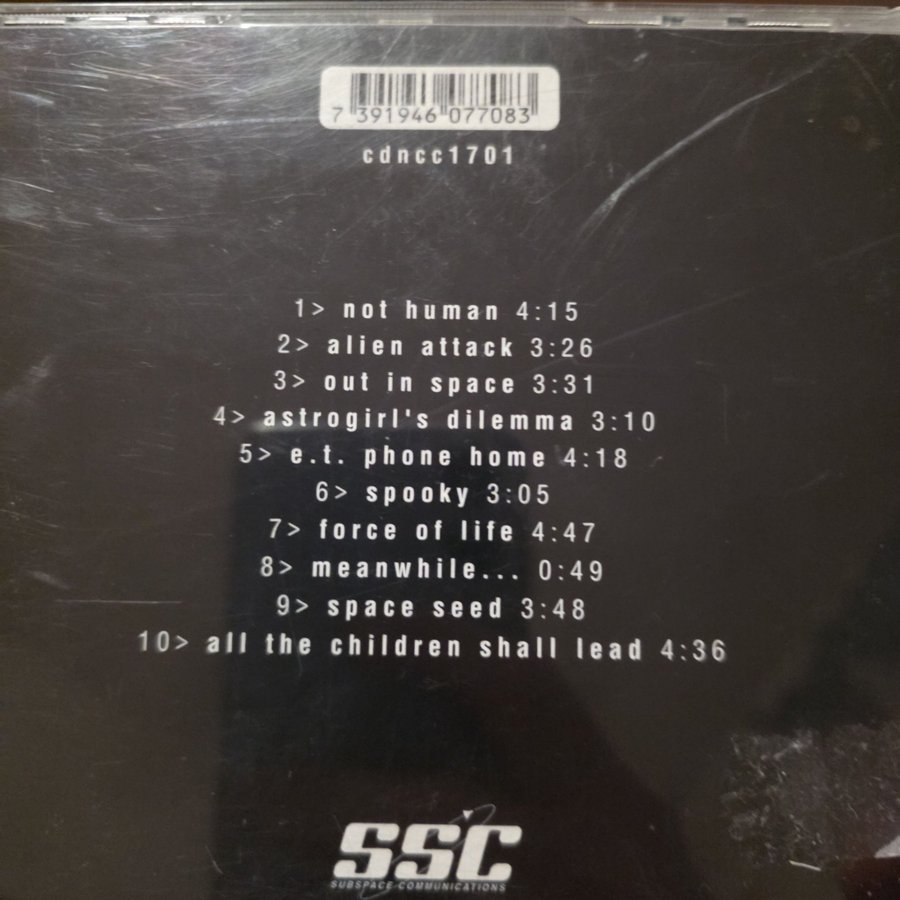 7 391946 077083
cdncc1701
1> not human 4:15
2> alien attack 3:26
3> out in space 3:31
4> astrogirl's dilemma 3:10
5> e.t. phone home 4:18
6> spooky 3:05
7> force of life 4:47
8> meanwhile... 0:49
9> space seed 3:48
10> all the children shall lead 4:36
SSC
SUBSPACE COMMUNICATIONS